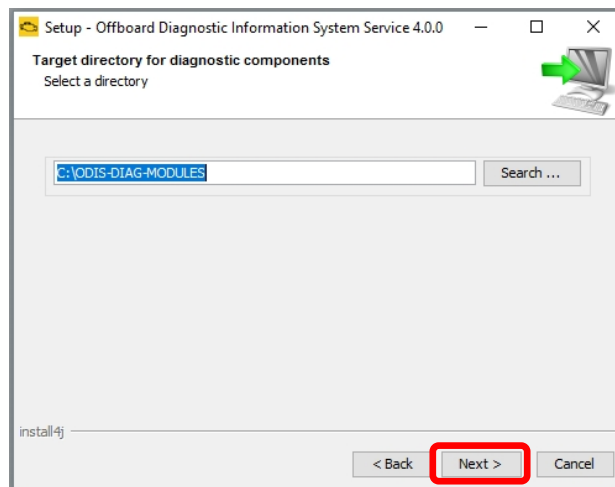 Setup - Offboard Diagnostic Information System Service 4.0.0
Target directory for diagnostic components
Select a directory
C:\ODIS-DIAG-MODULES
Search ...
install4j
< Back
Next >
Cancel